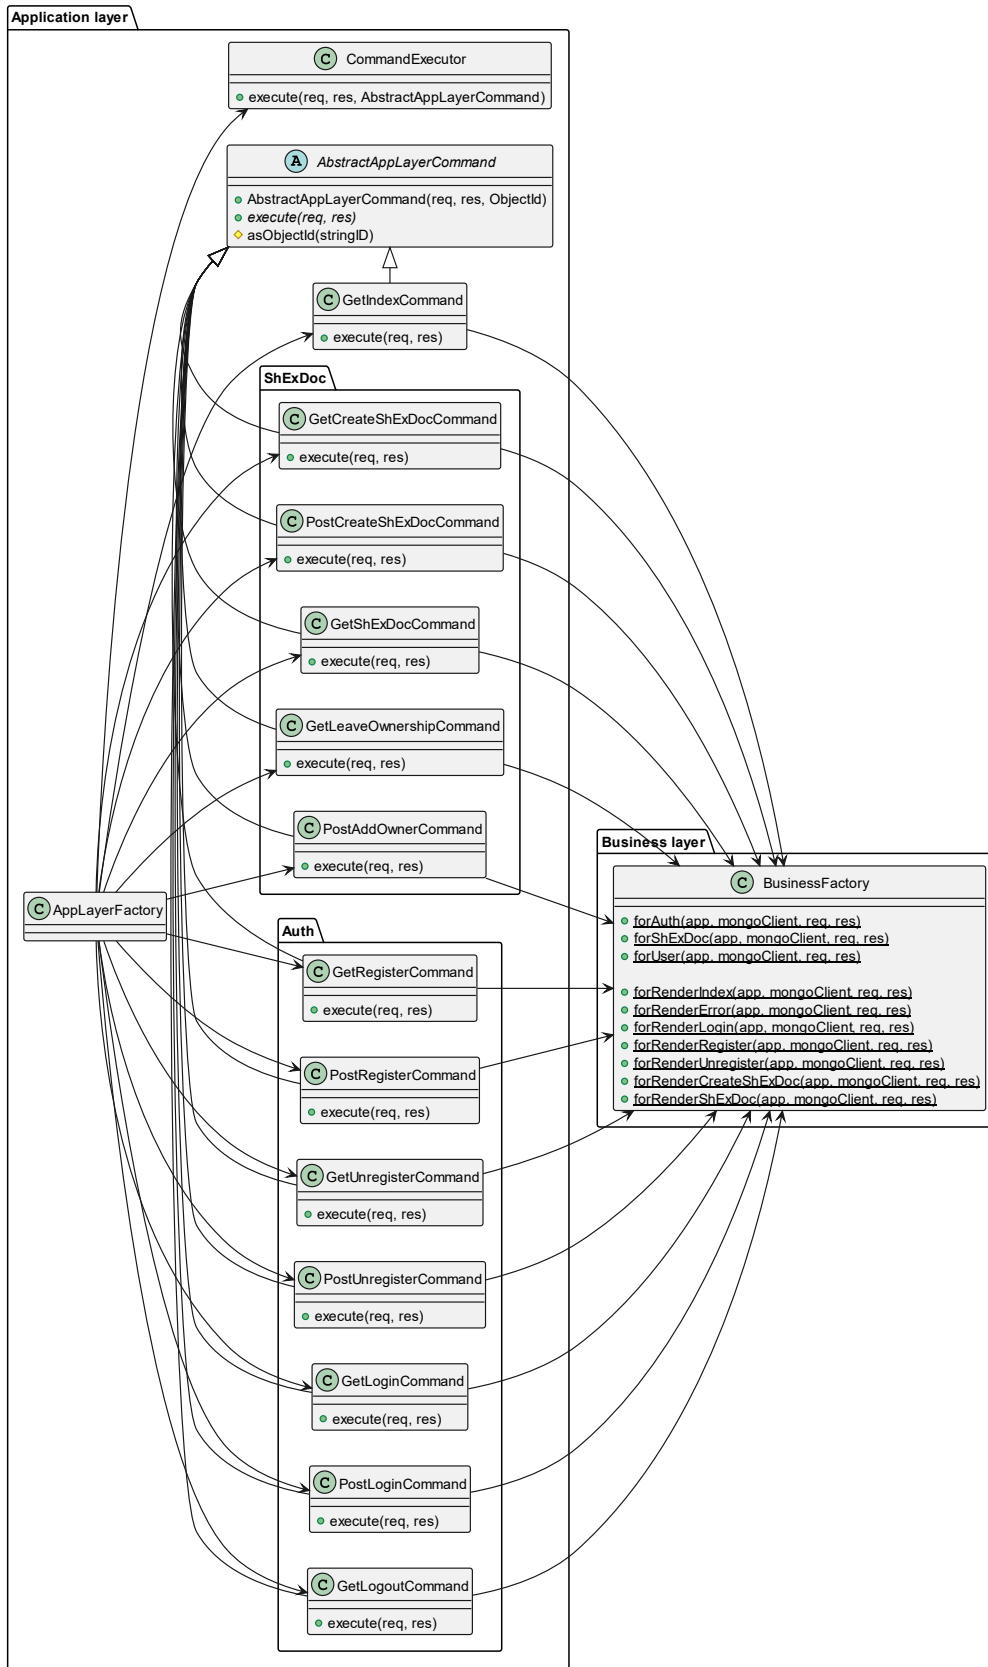 Application layer
C CommandExecutor
execute(req, res, AbstractAppLayerCommand)
A AbstractAppLayerCommand
AbstractAppLayerCommand(req, res, ObjectId)
execute(req, res)
asObjectId(stringID)
C GetIndexCommand
execute(req, res)
ShExDoc
C GetCreateShExDocCommand
execute(req, res)
C PostCreateShExDocCommand
execute(req, res)
C GetShExDocCommand
execute(req, res)
C GetLeaveOwnershipCommand
execute(req, res)
C PostAddOwnerCommand
execute(req, res)
C AppLayerFactory
Auth
C GetRegisterCommand
execute(req, res)
C PostRegisterCommand
execute(req, res)
C GetUnregisterCommand
execute(req, res)
C PostUnregisterCommand
execute(req, res)
C GetLoginCommand
execute(req, res)
C PostLoginCommand
execute(req, res)
C GetLogoutCommand
execute(req, res)
Business layer
C BusinessFactory
forAuth(app, mongoClient, req, res)
forShExDoc(app, mongoClient, req, res)
forUser(app, mongoClient, req, res)
forRenderIndex(app, mongoClient, req, res)
forRenderError(app, mongoClient, req, res)
forRenderLogin(app, mongoClient, req, res)
forRenderRegister(app, mongoClient, req, res)
forRenderUnregister(app, mongoClient, req, res)
forRenderCreateShExDoc(app, mongoClient, req, res)
forRenderShExDoc(app, mongoClient, req, res)